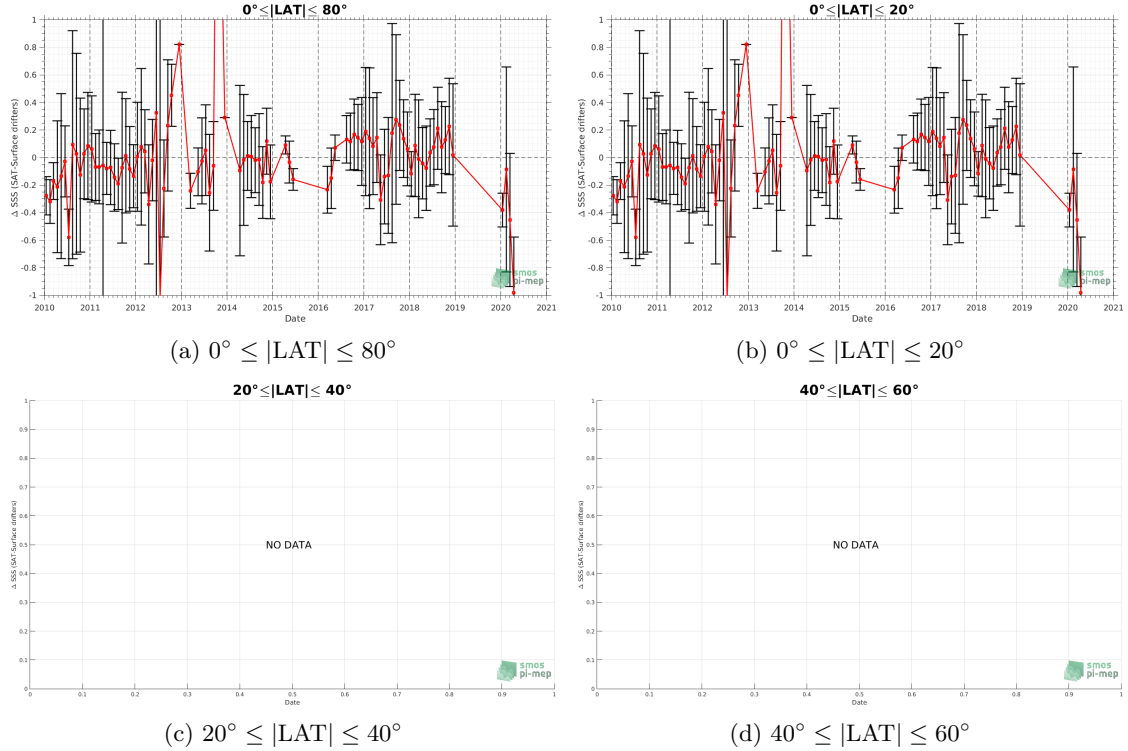 0°≤|LAT|≤ 80°
Δ SSS (SAT-Surface drifters)
1
0.8
0.6
0.4
0.2
0
-0.2
-0.4
-0.6
-0.8
-1
2010 2011 2012 2013 2014 2015 2016 2017 2018 2019 2020 2021
Date
smos
pi-mep
(a) 0° ≤ |LAT| ≤ 80°
0°≤|LAT|≤ 20°
Δ SSS (SAT-Surface drifters)
1
0.8
0.6
0.4
0.2
0
-0.2
-0.4
-0.6
-0.8
-1
2010 2011 2012 2013 2014 2015 2016 2017 2018 2019 2020 2021
Date
smos
pi-mep
(b) 0° ≤ |LAT| ≤ 20°
20°≤|LAT|≤ 40°
Δ SSS (SAT-Surface drifters)
1
0.9
0.8
0.7
0.6
0.5
0.4
0.3
0.2
0.1
0
NO DATA
0 0.1 0.2 0.3 0.4 0.5 0.6 0.7 0.8 0.9 1
Date
smos
pi-mep
(c) 20° ≤ |LAT| ≤ 40°
40°≤|LAT|≤ 60°
Δ SSS (SAT-Surface drifters)
1
0.9
0.8
0.7
0.6
0.5
0.4
0.3
0.2
0.1
0
NO DATA
0 0.1 0.2 0.3 0.4 0.5 0.6 0.7 0.8 0.9 1
Date
smos
pi-mep
(d) 40° ≤ |LAT| ≤ 60°